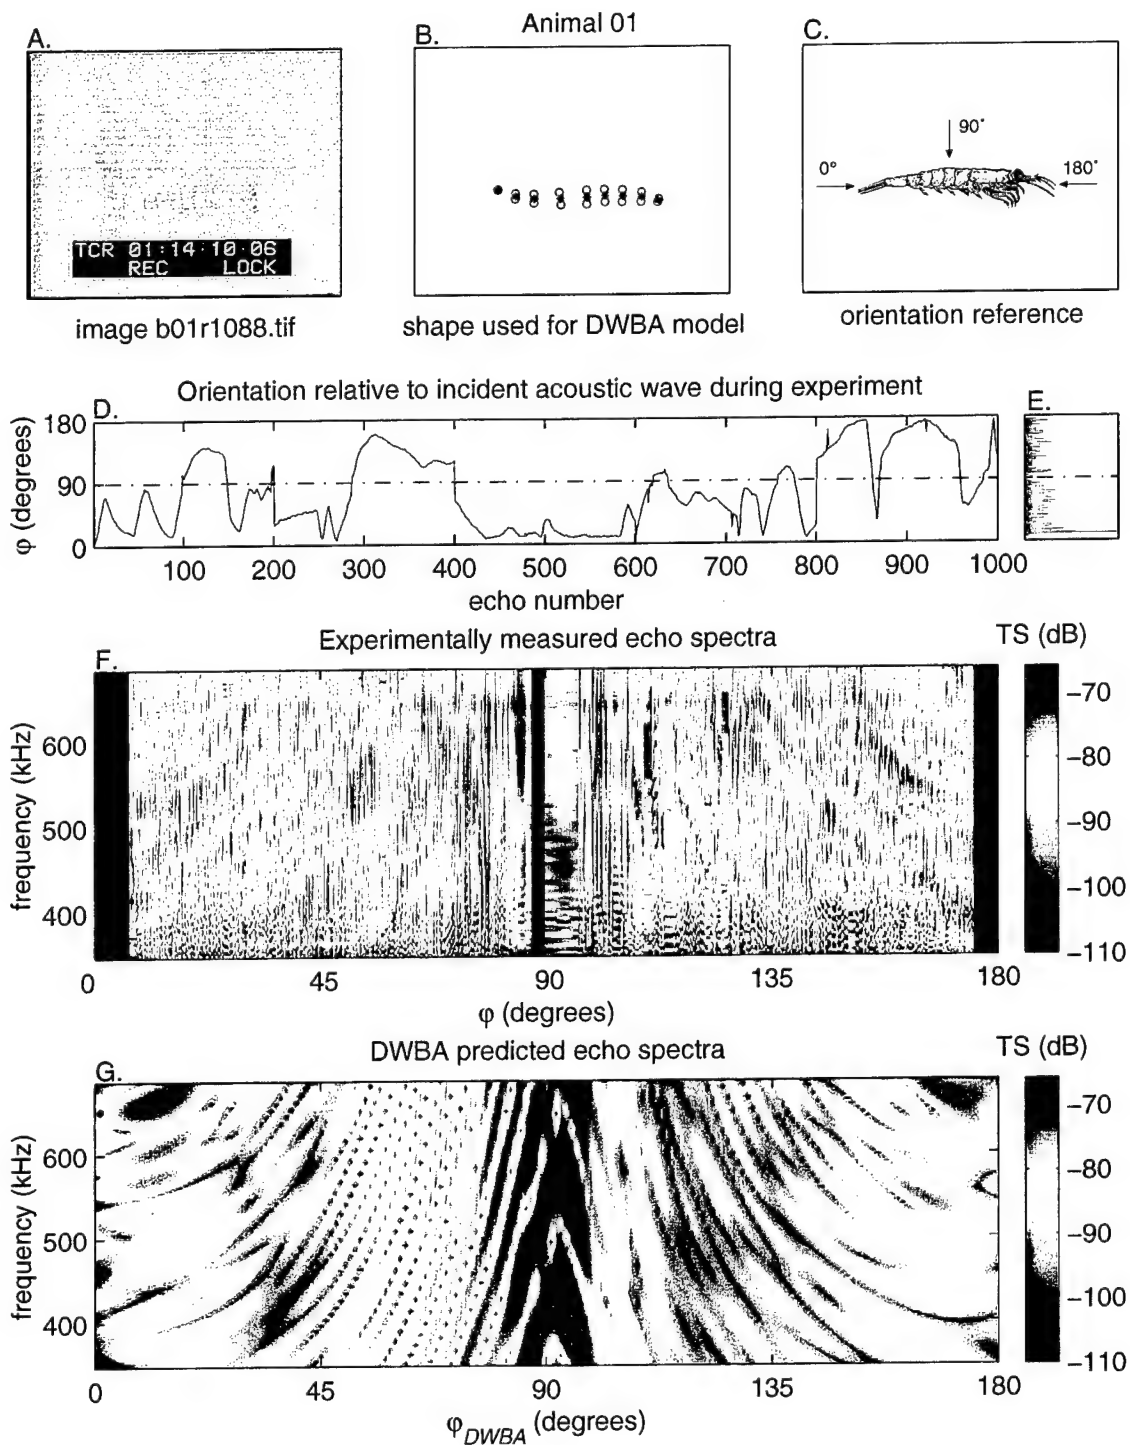 Animal 01
A.
B.
C.
TCR 01:14:10:06
REC LOCK
90°
0°
180°
image b01r1088.tif
shape used for DWBA model
orientation reference
Orientation relative to incident acoustic wave during experiment
D.
E.
φ (degrees)
180
90
0
100 200 300 400 500 600 700 800 900 1000
echo number
Experimentally measured echo spectra
TS (dB)
F.
frequency (kHz)
600
500
400
0 45 90 135 180
φ (degrees)
−70
−80
−90
−100
−110
DWBA predicted echo spectra
TS (dB)
G.
frequency (kHz)
600
500
400
0 45 90 135 180
φDWBA (degrees)
−70
−80
−90
−100
−110